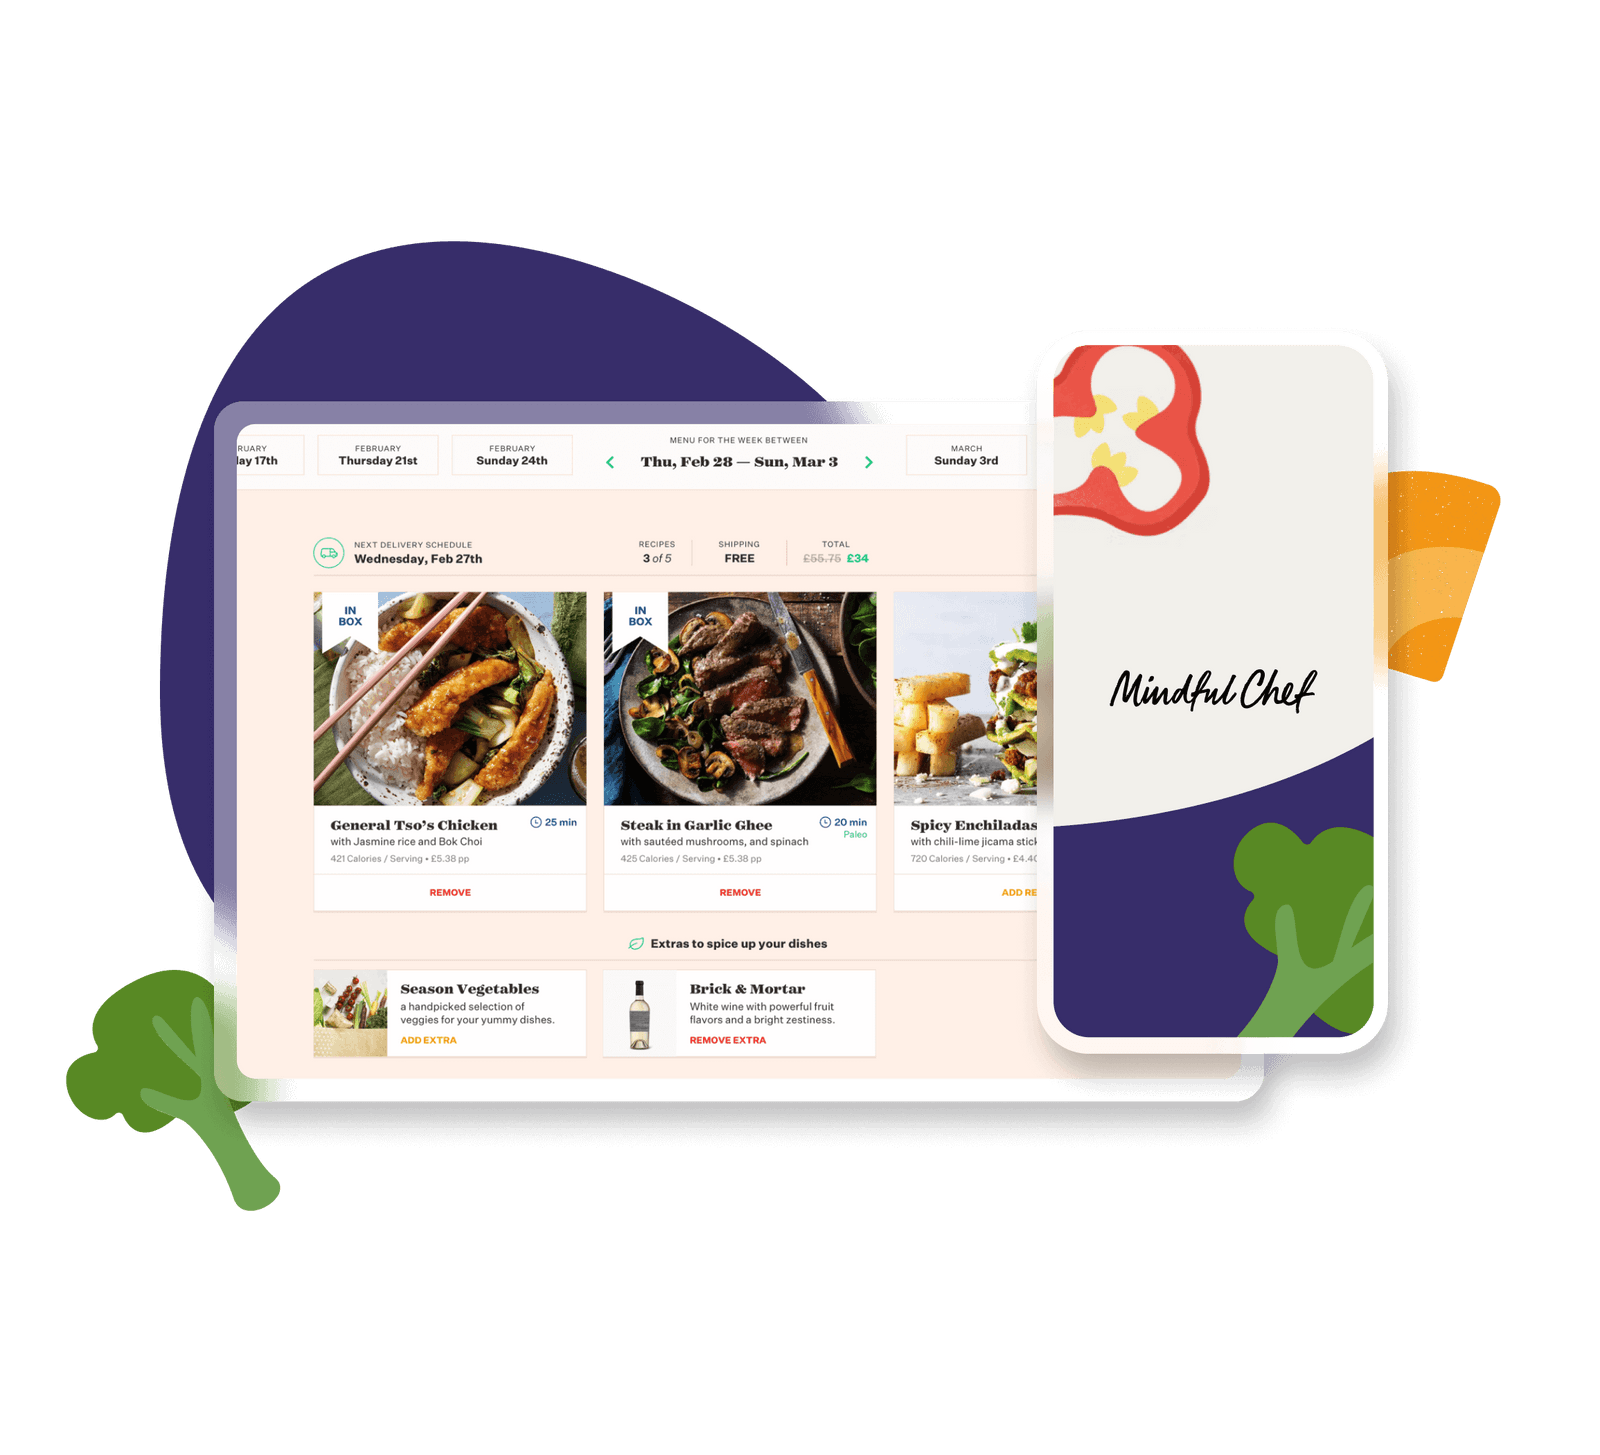 RUARY
ay 17th
FEBRUARY
Thursday 21st
FEBRUARY
Sunday 24th
MENU FOR THE WEEK BETWEEN
Thu, Feb 28 — Sun, Mar 3
MARCH
Sunday 3rd
NEXT DELIVERY SCHEDULE
Wednesday, Feb 27th
RECIPES
3 of 5
SHIPPING
FREE
TOTAL
£55.75 £34
IN
BOX
IN
BOX
General Tso's Chicken
25 min
with Jasmine rice and Bok Choi
421 Calories / Serving • £5.38 pp
REMOVE
Steak in Garlic Ghee
20 min
Paleo
with sautéed mushrooms, and spinach
425 Calories / Serving • £5.38 pp
REMOVE
Spicy Enchiladas
with chili-lime jicama stick
720 Calories / Serving • £4.40
ADD RE
Extras to spice up your dishes
Season Vegetables
a handpicked selection of
veggies for your yummy dishes.
ADD EXTRA
Brick & Mortar
White wine with powerful fruit
flavors and a bright zestiness.
REMOVE EXTRA
Mindful Chef